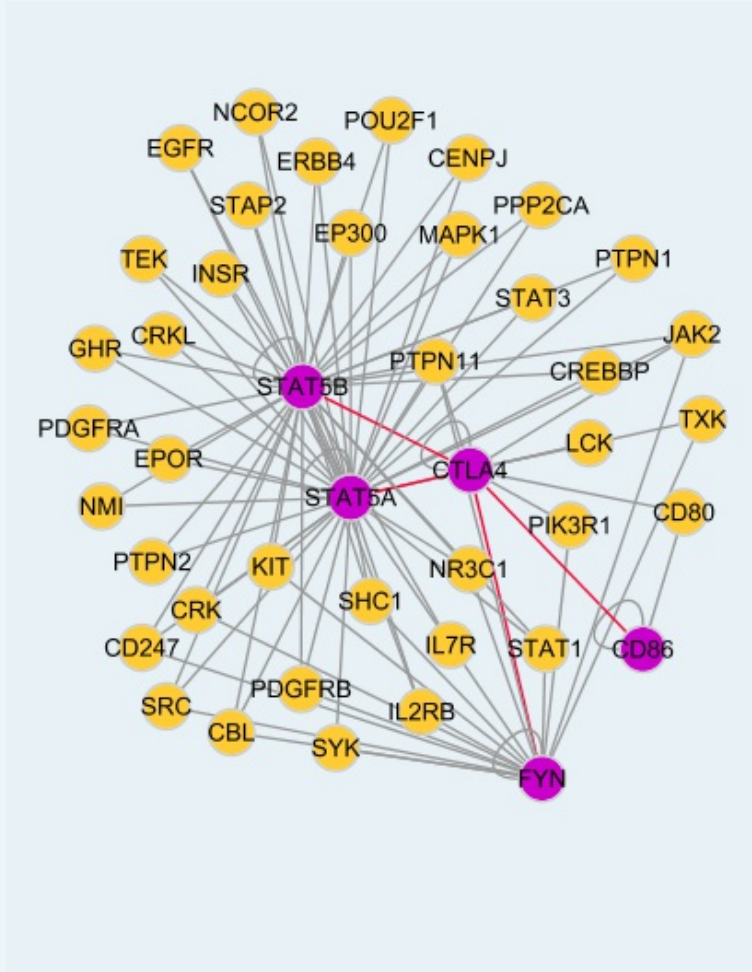 NCOR2
POU2F1
EGFR
ERBB4
CENPJ
STAP2
PPP2CA
EP300
MAPK1
TEK
INSR
PTPN1
STAT3
CRKL
GHR
JAK2
PTPN11
CREBBP
STAT5B
PDGFRA
TXK
LCK
EPOR
CTLA4
STAT5A
NMI
CD80
PIK3R1
PTPN2
KIT
NR3C1
SHC1
CRK
CD247
IL7R
STAT1
CD86
PDGFRB
SRC
IL2RB
CBL
SYK
FYN